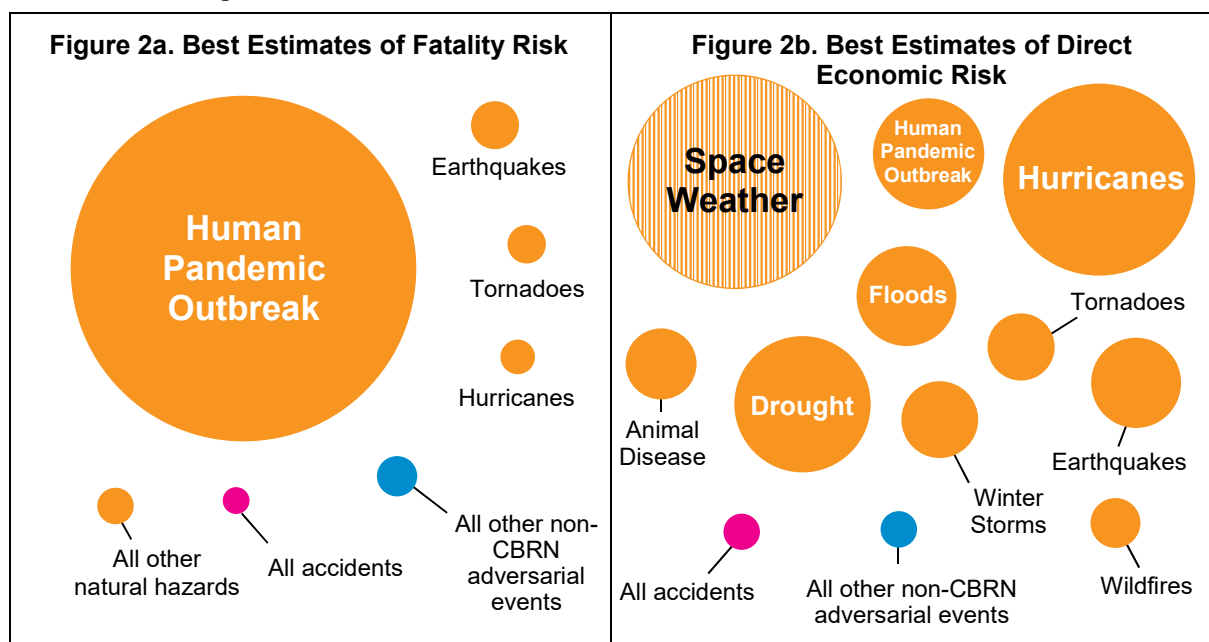 Figure 2a. Best Estimates of Fatality Risk
Human
Pandemic
Outbreak
Earthquakes
Tornadoes
Hurricanes
All other
natural hazards
All accidents
All other non-
CBRN
adversarial
events
Figure 2b. Best Estimates of Direct
Economic Risk
Space
Weather
Human
Pandemic
Outbreak
Hurricanes
Floods
Tornadoes
Animal
Disease
Drought
Winter
Storms
Earthquakes
All accidents
All other non-CBRN
adversarial events
Wildfires